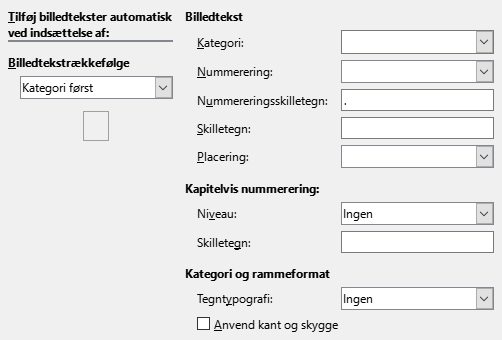 Tilføj billedtekster automatisk
ved indsættelse af:
Billedtekstrækkefølge
Kategori først
Billedtekst
Kategori:
Nummerering:
Nummereringsskilletegn: .
Skilletegn:
Placering:
Kapitelvis nummerering:
Niveau: Ingen
Skilletegn:
Kategori og rammeformat
Tegntypografi: Ingen
Anvend kant og skygge